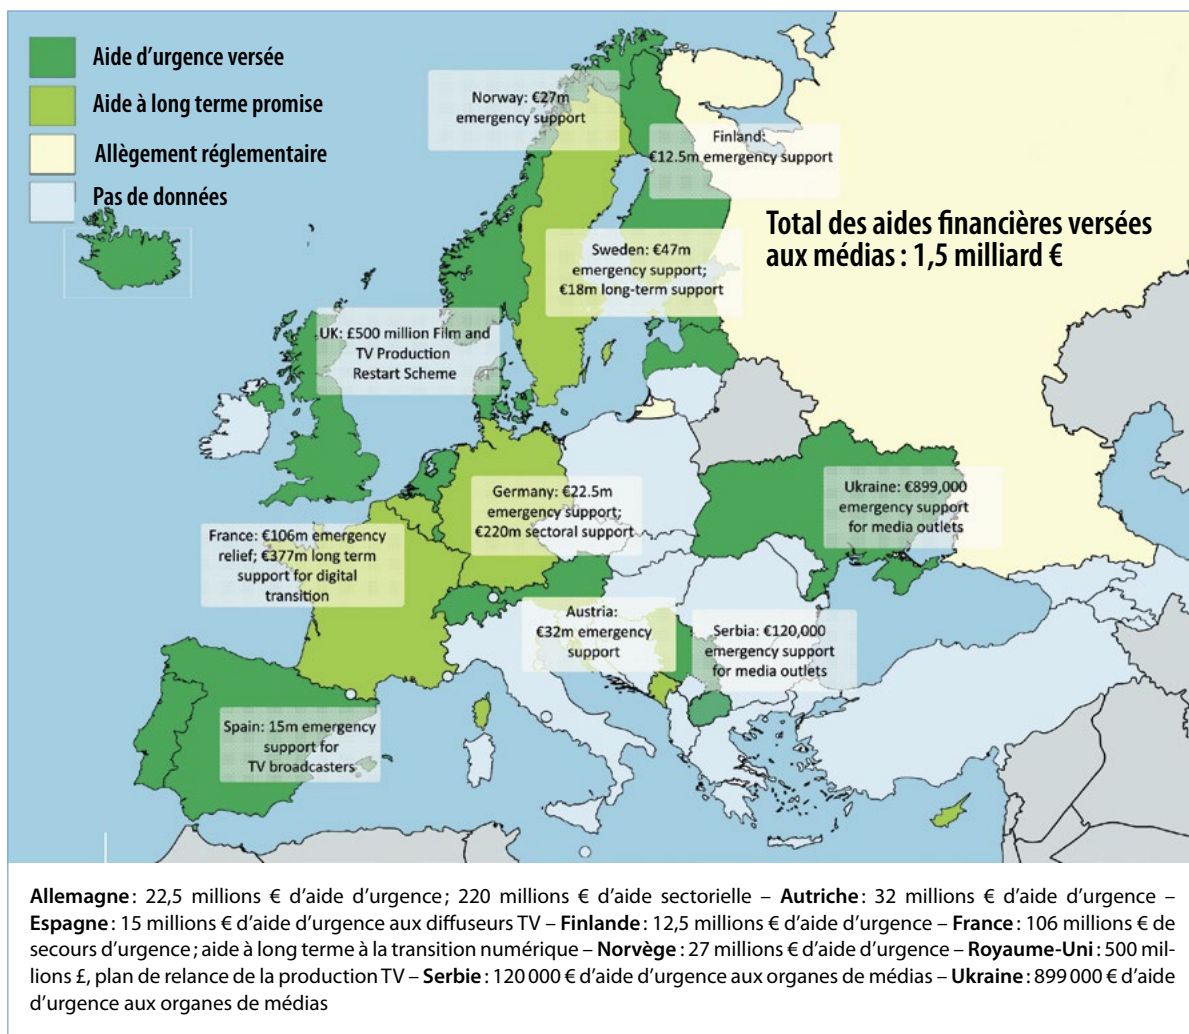 Aide d’urgence versée
Aide à long terme promise
Allègement réglementaire
Pas de données
Norway: €27m
emergency support
Finland:
€12.5m emergency support
Total des aides financières versées
aux médias : 1,5 milliard €
Sweden: €47m
emergency support;
€18m long-term support
UK: £500 million Film and
TV Production
Restart Scheme
Germany: €22.5m
emergency support;
€220m sectoral support
Ukraine: €899,000
emergency support
for media outlets
France: €106m emergency
relief; €377m long term
support for digital
transition
Austria:
€32m emergency
support
Serbia: €120,000
emergency support
for media outlets
Spain: 15m emergency
support for
TV broadcasters
Allemagne : 22,5 millions € d’aide d’urgence ; 220 millions € d’aide sectorielle – Autriche : 32 millions € d’aide d’urgence –
Espagne : 15 millions € d’aide d’urgence aux diffuseurs TV – Finlande : 12,5 millions € d’aide d’urgence – France : 106 millions € de
secours d’urgence ; aide à long terme à la transition numérique – Norvège : 27 millions € d’aide d’urgence – Royaume-Uni : 500 mil-
lions £, plan de relance de la production TV – Serbie : 120 000 € d’aide d’urgence aux organes de médias – Ukraine : 899 000 € d’aide
d’urgence aux organes de médias